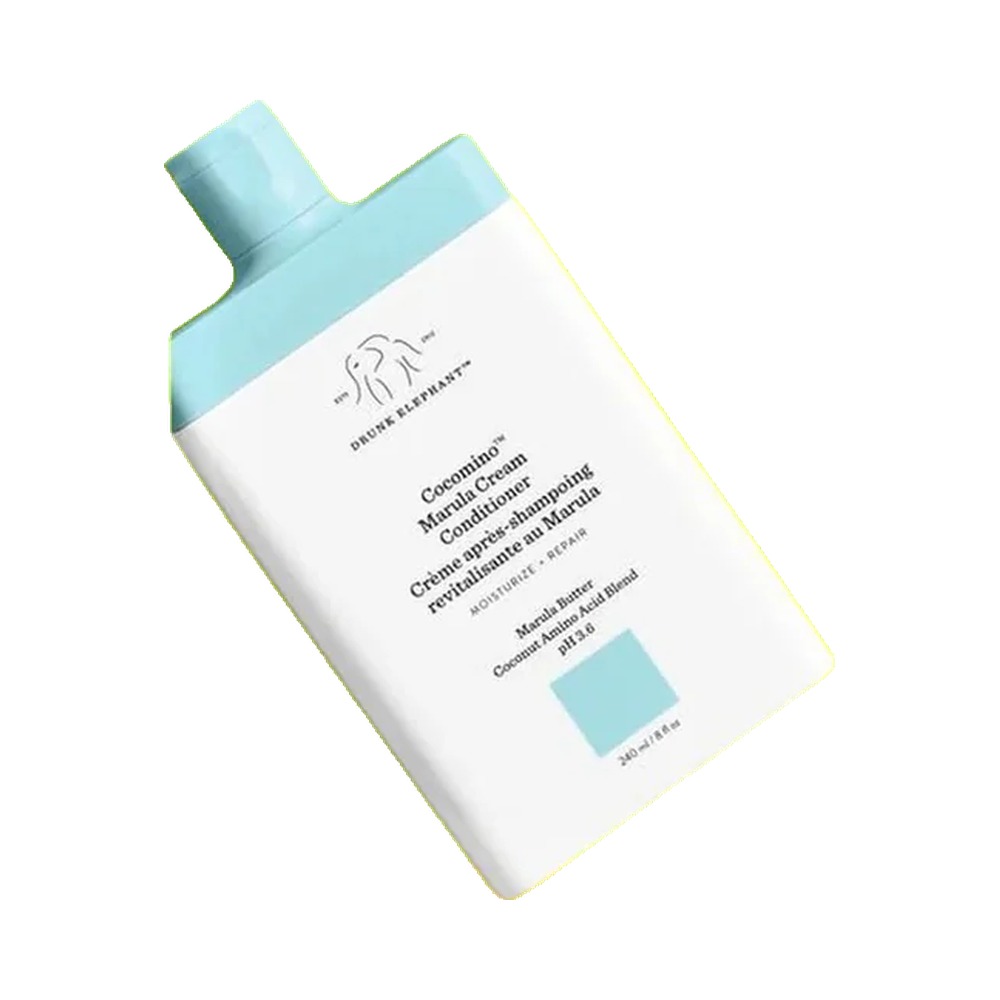 DRUNK ELEPHANT™
Cocomino™
Marula Cream
Conditioner
Crème après-shampoing
revitalisante au Marula
MOISTURIZE • REPAIR
Marula Butter
Coconut Amino Acid Blend
pH 3.6
240 ml / 8 fl oz